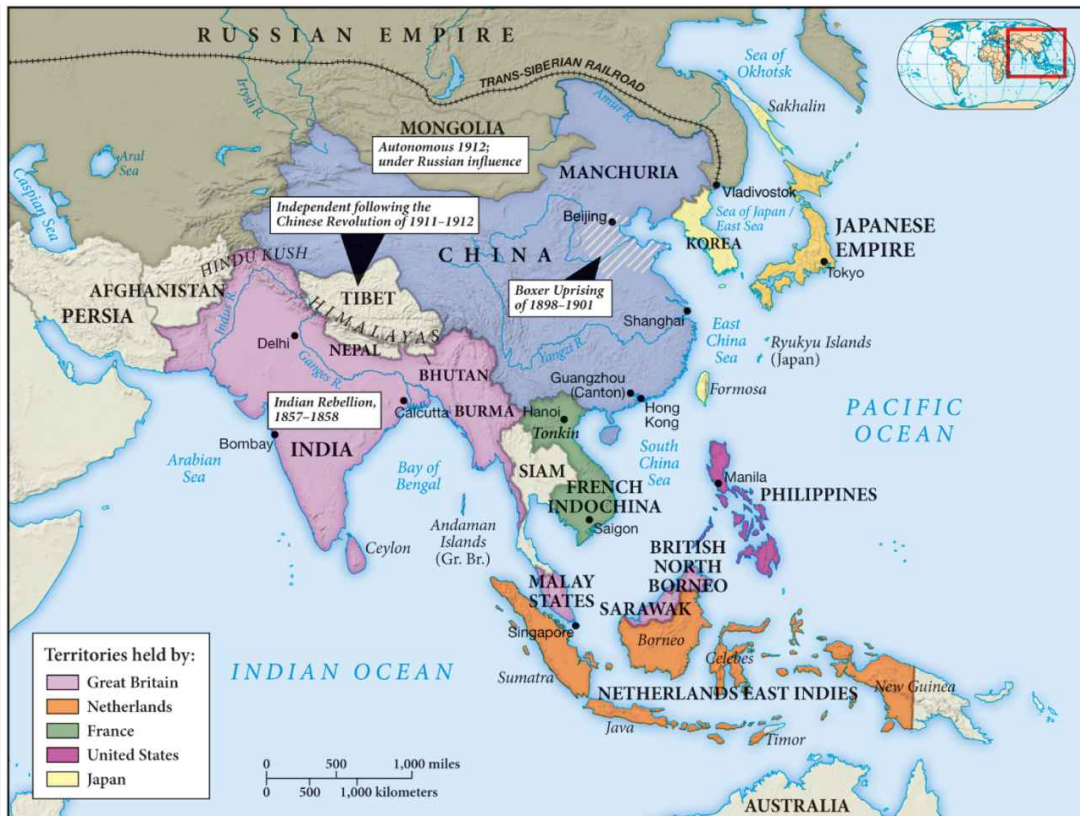 RUSSIAN EMPIRE
TRANS-SIBERIAN RAILROAD
Sea of
Okhotsk
Irtysh R.
Amur R.
Sakhalin
MONGOLIA
Autonomous 1912;
under Russian influence
Aral
Sea
Caspian Sea
MANCHURIA
Vladivostok
Independent following the
Chinese Revolution of 1911–1912
Beijing
Sea of Japan /
East Sea
JAPANESE
EMPIRE
KOREA
CHINA
HINDU KUSH
Tokyo
AFGHANISTAN
PERSIA
Indus R.
TIBET
HIMALAYAS
Boxer Uprising
of 1898–1901
Shanghai
East
China
Sea
Ryukyu Islands
(Japan)
Delhi
NEPAL
Ganges R.
BHUTAN
Yangzi R.
Guangzhou
(Canton)
Formosa
Indian Rebellion,
1857–1858
Calcutta
BURMA
Hanoi
Tonkin
Hong
Kong
PACIFIC
OCEAN
Bombay
INDIA
Arabian
Sea
Bay of
Bengal
SIAM
South
China
Sea
Manila
PHILIPPINES
FRENCH
INDOCHINA
Saigon
Andaman
Islands
(Gr. Br.)
Ceylon
BRITISH
NORTH
BORNEO
MALAY
STATES
SARAWAK
Singapore
Borneo
Celebes
INDIAN OCEAN
Sumatra
NETHERLANDS EAST INDIES
New Guinea
Java
Timor
AUSTRALIA
Territories held by:
Great Britain
Netherlands
France
United States
Japan
0 500 1,000 miles
0 500 1,000 kilometers